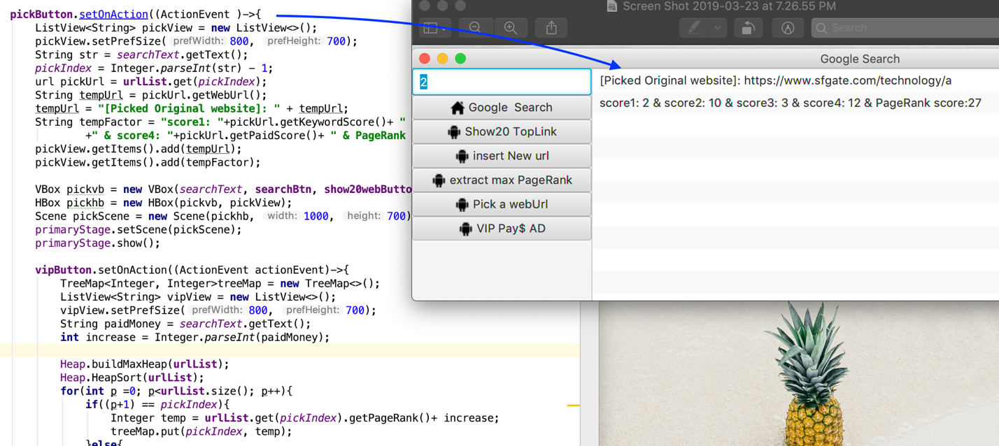 pickButton.setOnAction((ActionEvent )->{
ListView<String> pickView = new ListView<>();
pickView.setPrefSize( prefWidth: 800, prefHeight: 700);
String str = searchText.getText();
pickIndex = Integer.parseInt(str) - 1;
url pickUrl = urlList.get(pickIndex);
String tempUrl = pickUrl.getWebUrl();
tempUrl = "[Picked Original website]: " + tempUrl;
String tempFactor = "score1: "+pickUrl.getKeywordScore()+ "
+" & score4: "+pickUrl.getPaidScore()+ " & PageRank
pickView.getItems().add(tempUrl);
pickView.getItems().add(tempFactor);
VBox pickvb = new VBox(searchText, searchBtn, show20webButto
HBox pickhb = new HBox(pickvb, pickView);
Scene pickScene = new Scene(pickhb, width: 1000, height: 700)
primaryStage.setScene(pickScene);
primaryStage.show();
vipButton.setOnAction((ActionEvent actionEvent)->{
TreeMap<Integer, Integer>treeMap = new TreeMap<>();
ListView<String> vipView = new ListView<>();
vipView.setPrefSize( prefWidth: 800, prefHeight: 700);
String paidMoney = searchText.getText();
int increase = Integer.parseInt(paidMoney);
Heap.buildMaxHeap(urlList);
Heap.HeapSort(urlList);
for(int p =0; p<urlList.size(); p++){
if((p+1) == pickIndex){
Integer temp = urlList.get(pickIndex).getPageRank()+ increase;
treeMap.put(pickIndex, temp);
}else{
Screen Shot 2019-03-23 at 7.26.55 PM
Search
Google Search
2
Google Search
Show20 TopLink
insert New url
extract max PageRank
Pick a webUrl
VIP Pay$ AD
[Picked Original website]: https://www.sfgate.com/technology/a
score1: 2 & score2: 10 & score3: 3 & score4: 12 & PageRank score:27